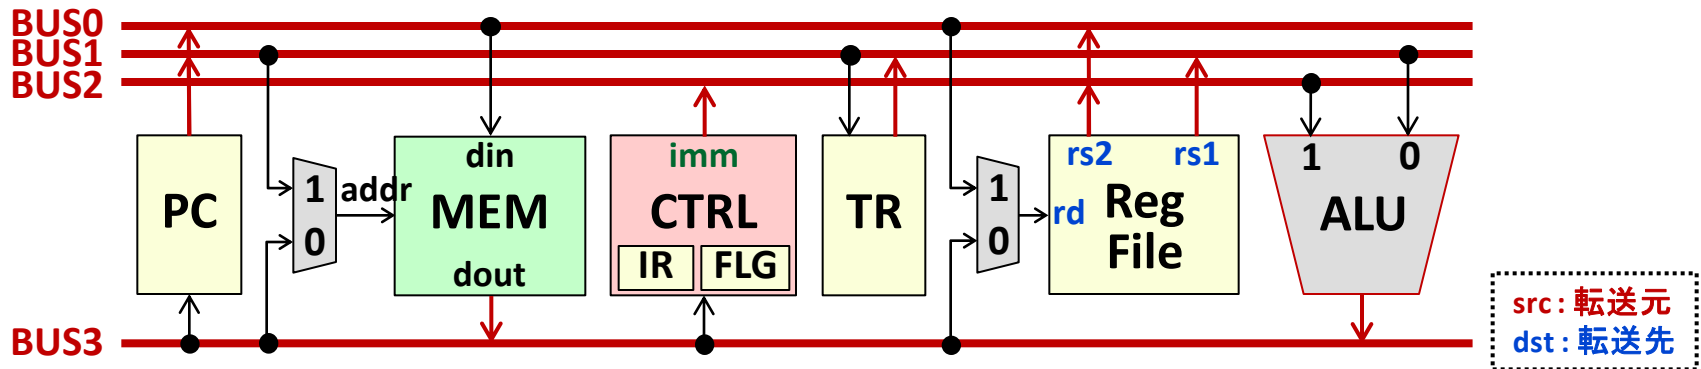 BUS0
BUS1
BUS2
din
imm
rs2 rs1
1 0
PC
1
0
addr
MEM
CTRL
TR
1
0
rd
Reg
File
ALU
dout
IR FLG
BUS3
src : 転送元
dst : 転送先